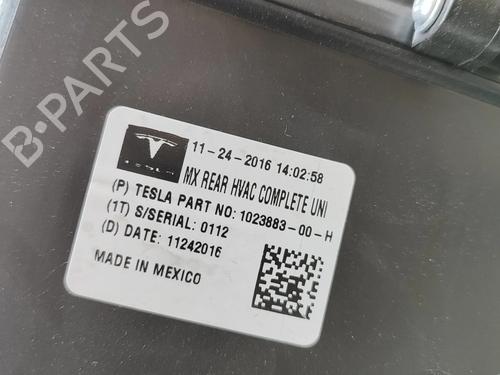 B-PARTS
TESLA
11-24-2016 14:02:58
MX REAR HVAC COMPLETE UNI
(P) TESLA PART NO: 1023883-00-H
(1T) S/SERIAL: 0112
(D) DATE: 11242016
MADE IN MEXICO